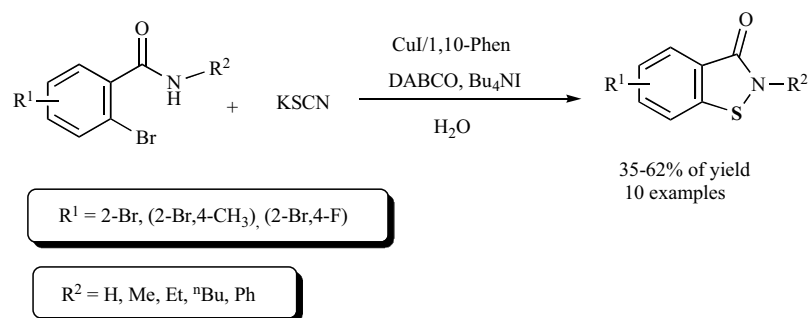 O
N
H
R²
R¹
Br
+
KSCN
CuI/1,10-Phen
DABCO, Bu₄NI
H₂O
O
R¹
N
R²
S
35-62% of yield
10 examples
R¹ = 2-Br, (2-Br,4-CH₃), (2-Br,4-F)
R² = H, Me, Et, ⁿBu, Ph